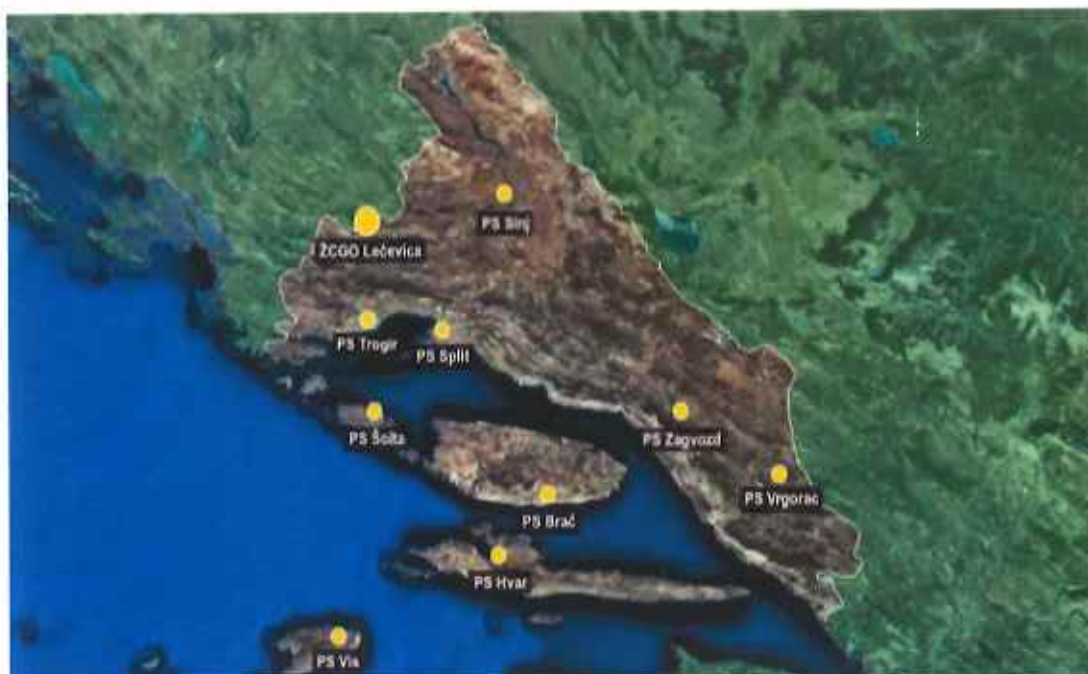 PS Sinj
ŽCGO Lećevica
PS Trogir
PS Split
PS Šolta
PS Zagvozd
PS Vrgorac
PS Brač
PS Hvar
PS Vis